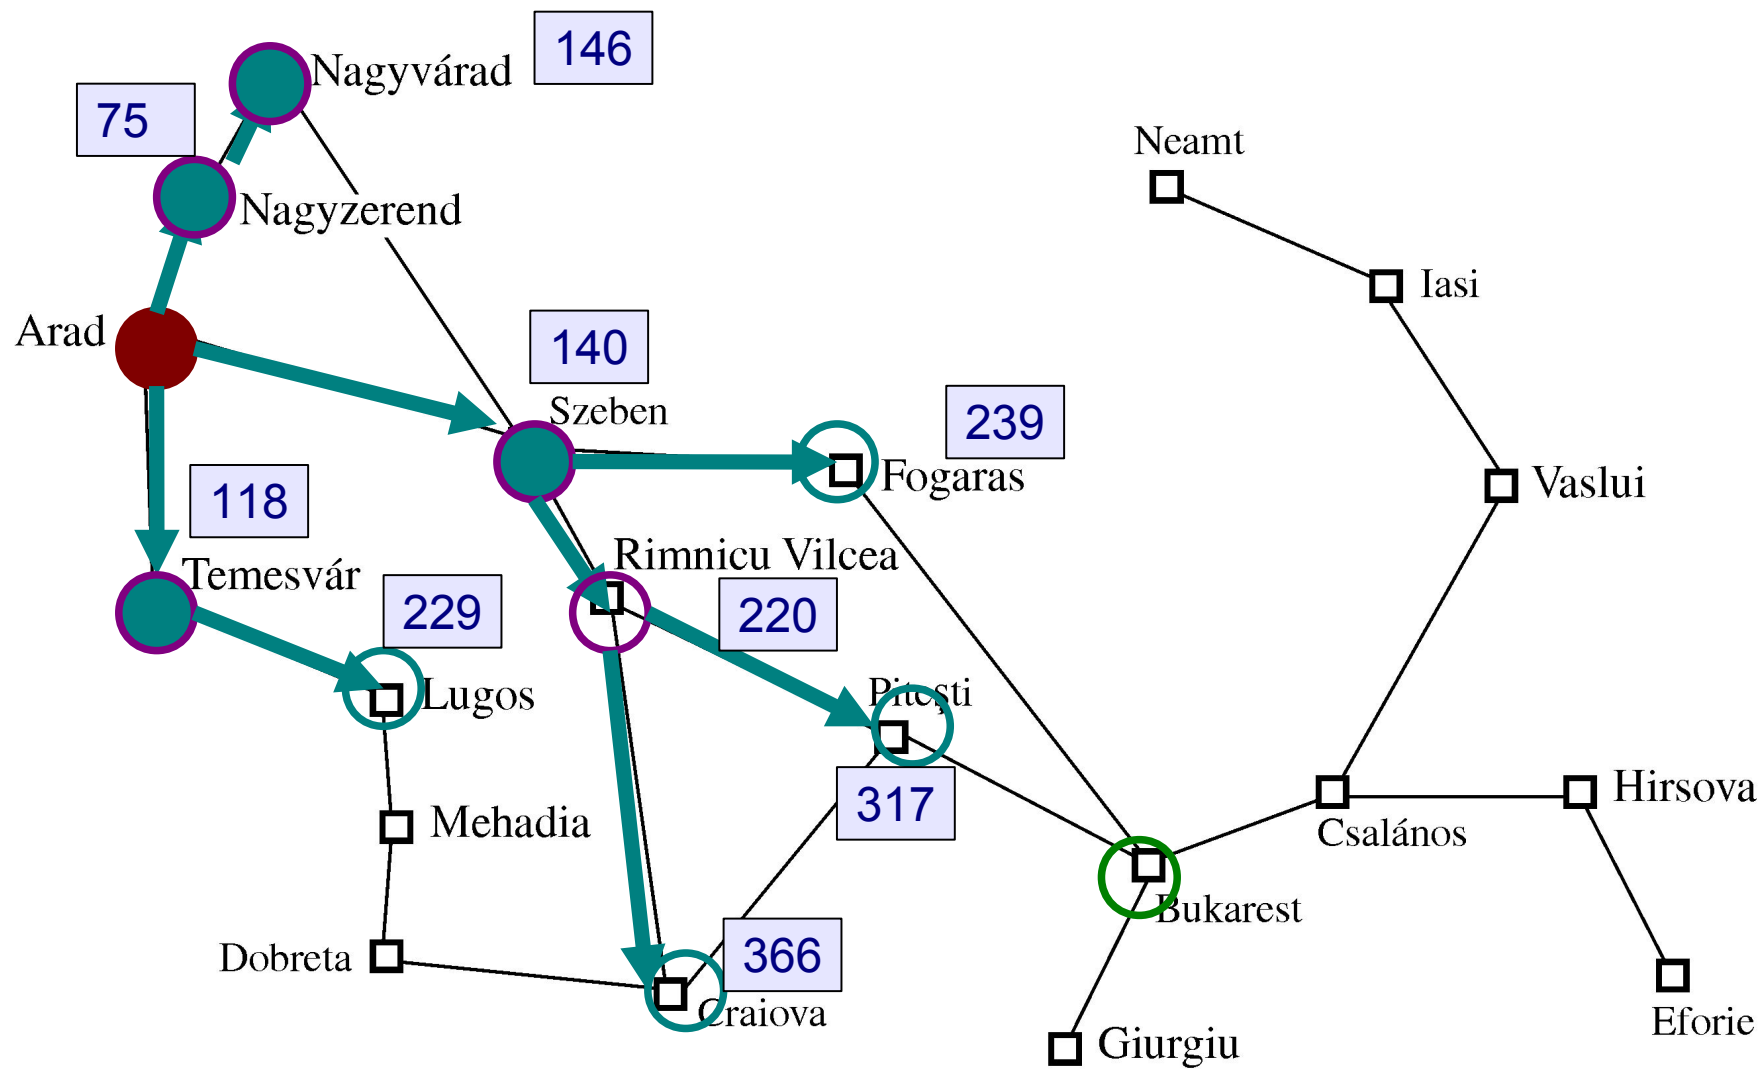 Nagyvárad
146
75
Neamt
Nagyzerend
Iasi
Arad
140
Szeben
239
Fogaras
Vaslui
118
Temesvár
Rimnicu Vilcea
229
220
Lugos
Piteşti
317
Hirsova
Mehadia
Csalános
Bukarest
Dobreta
366
Craiova
Eforie
Giurgiu